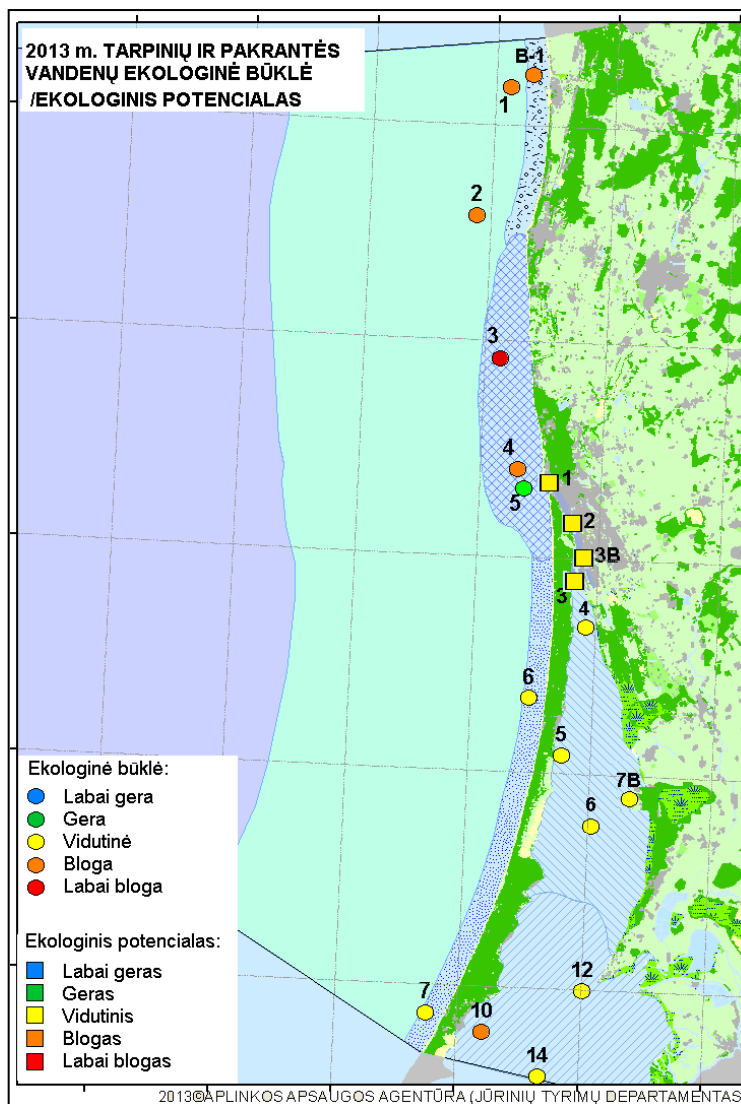 2013 m. TARPINIŲ IR PAKRANTĖS
VANDENŲ EKOLOGINĖ BŪKLĖ
/EKOLOGINIS POTENCIALAS
B-1
1
2
3
4
5
1
2
3B
3
4
6
5
7B
6
12
7
10
14
Ekologinė būklė:
Labai gera
Gera
Vidutinė
Bloga
Labai bloga
Ekologinis potencialas:
Labai geras
Geras
Vidutinis
Blogas
Labai blogas
2013©APLINKOS APSAUGOS AGENTŪRA (JŪRINIŲ TYRIMŲ DEPARTAMENTAS